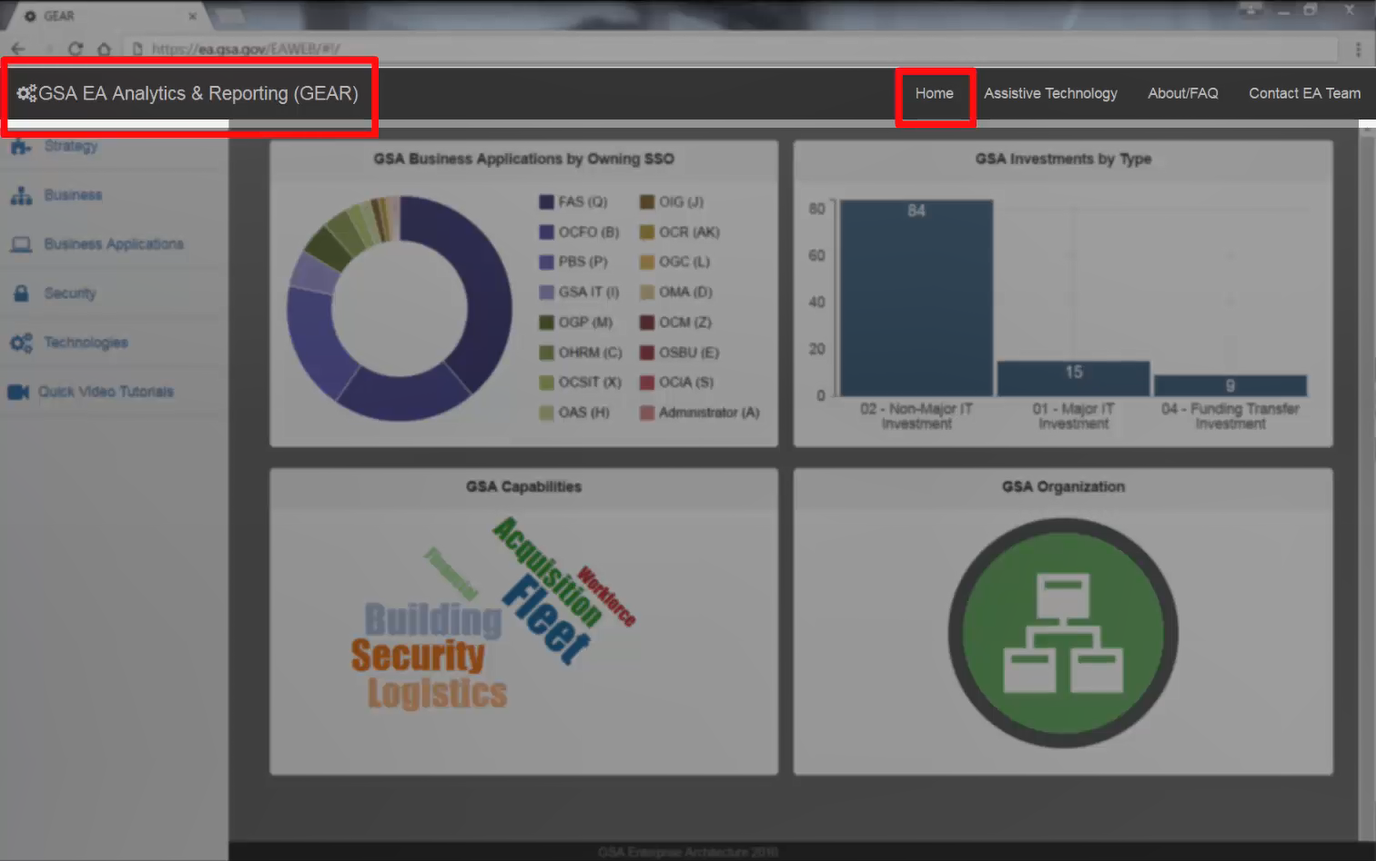 GEAR
https://ea.gsa.gov/EAWEB/#!/
GSA EA Analytics & Reporting (GEAR)
Home
Assistive Technology
About/FAQ
Contact EA Team
Strategy
Business
Business Applications
Security
Technologies
Quick Video Tutorials
GSA Business Applications by Owning SSO
FAS (Q)
OCFO (B)
PBS (P)
GSA IT (I)
OGP (M)
OHRM (C)
OCSIT (X)
OAS (H)
OIG (J)
OCR (AK)
OGC (L)
OMA (D)
OCM (Z)
OSBU (E)
OCIA (S)
Administrator (A)
GSA Investments by Type
80
60
40
20
0
84
15
9
02 - Non-Major IT
Investment
01 - Major IT
Investment
04 - Funding Transfer
Investment
GSA Capabilities
Acquisition
Financial
Workforce
Fleet
Building
Security
Logistics
GSA Organization
GSA Enterprise Architecture 2016